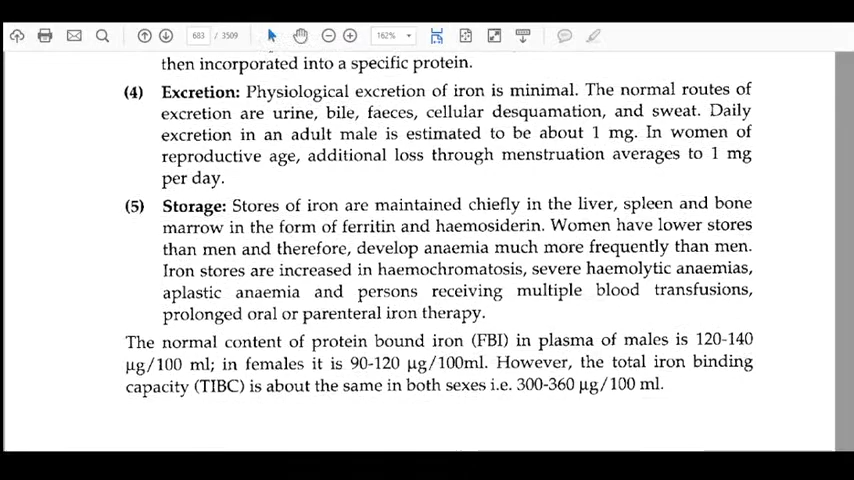 683 / 3509
162%
then incorporated into a specific protein.
(4) Excretion: Physiological excretion of iron is minimal. The normal routes of
excretion are urine, bile, faeces, cellular desquamation, and sweat. Daily
excretion in an adult male is estimated to be about 1 mg. In women of
reproductive age, additional loss through menstruation averages to 1 mg
per day.
(5) Storage: Stores of iron are maintained chiefly in the liver, spleen and bone
marrow in the form of ferritin and haemosiderin. Women have lower stores
than men and therefore, develop anaemia much more frequently than men.
Iron stores are increased in haemochromatosis, severe haemolytic anaemias,
aplastic anaemia and persons receiving multiple blood transfusions,
prolonged oral or parenteral iron therapy.
The normal content of protein bound iron (FBI) in plasma of males is 120-140
μg/100 ml; in females it is 90-120 μg/100ml. However, the total iron binding
capacity (TIBC) is about the same in both sexes i.e. 300-360 μg/100 ml.